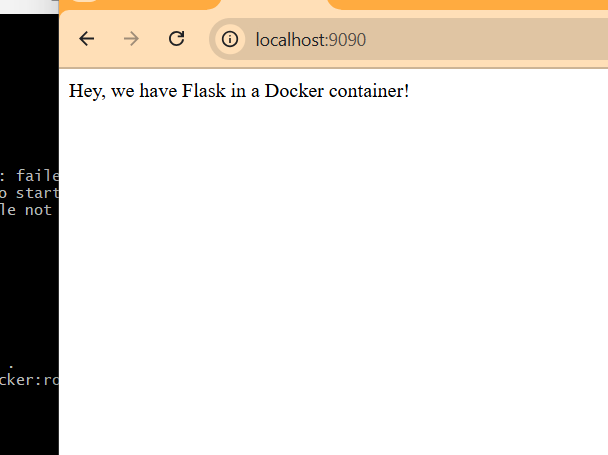 localhost:9090
Hey, we have Flask in a Docker container!
: faile
o start
le not
.
cker:ro